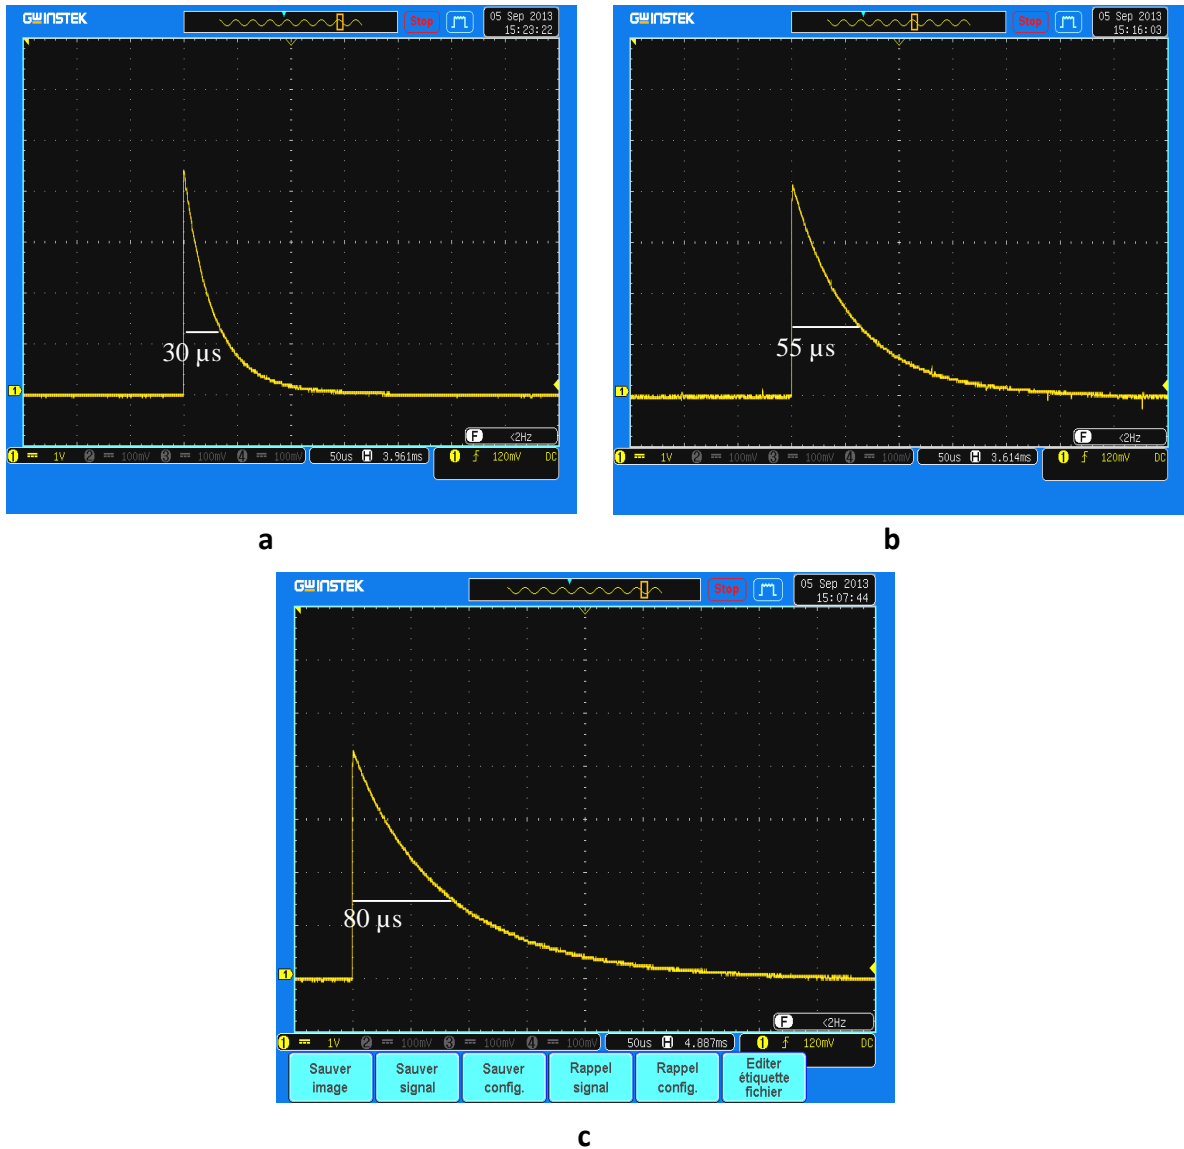 GWINSTEK
Stop
05 Sep 2013
15:23:22
30 µs
1
F <2Hz
1 1V 2 100mV 3 100mV 4 100mV 50us H 3.961ms 1 120mV DC
a
GWINSTEK
Stop
05 Sep 2013
15:16:03
55 µs
1
F <2Hz
1 1V 2 100mV 3 100mV 4 100mV 50us H 3.614ms 1 120mV DC
b
GWINSTEK
Stop
05 Sep 2013
15:07:44
80 µs
1
F <2Hz
1 1V 2 100mV 3 100mV 4 100mV 50us H 4.887ms 1 120mV DC
Sauver
image
Sauver
signal
Sauver
config.
Rappel
signal
Rappel
config.
Editer
étiquette
fichier
c